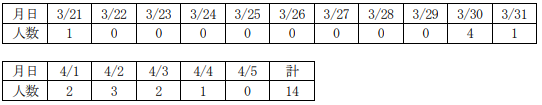 月日 3/21 3/22 3/23 3/24 3/25 3/26 3/27 3/28 3/29 3/30 3/31
人数 1 0 0 0 0 0 0 0 0 4 1
月日 4/1 4/2 4/3 4/4 4/5 計
人数 2 3 2 1 0 14